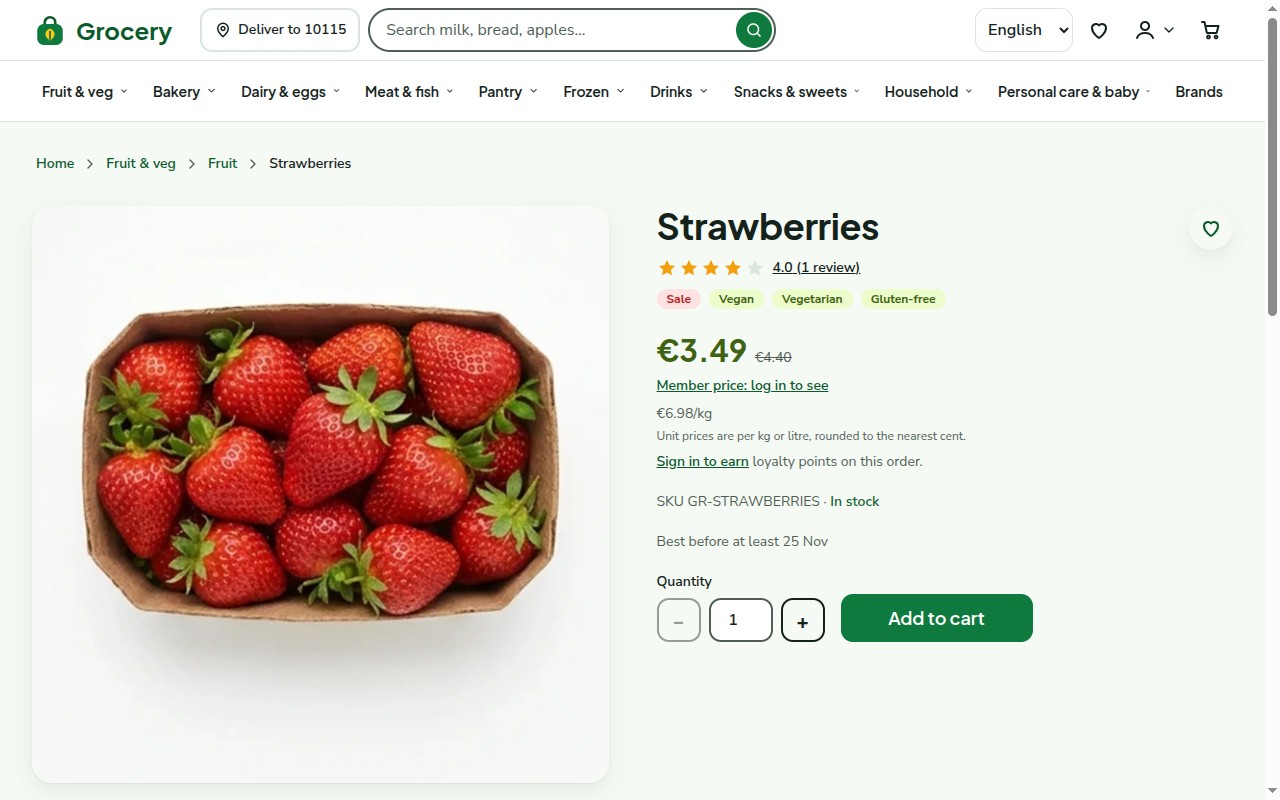 Grocery
Deliver to 10115
Search milk, bread, apples...
English
Fruit & veg
Bakery
Dairy & eggs
Meat & fish
Pantry
Frozen
Drinks
Snacks & sweets
Household
Personal care & baby
Brands
Home
Fruit & veg
Fruit
Strawberries
Strawberries
4.0 (1 review)
Sale
Vegan
Vegetarian
Gluten-free
€3.49 €4.40
Member price: log in to see
€6.98/kg
Unit prices are per kg or litre, rounded to the nearest cent.
Sign in to earn loyalty points on this order.
SKU GR-STRAWBERRIES · In stock
Best before at least 25 Nov
Quantity
− 1 + Add to cart